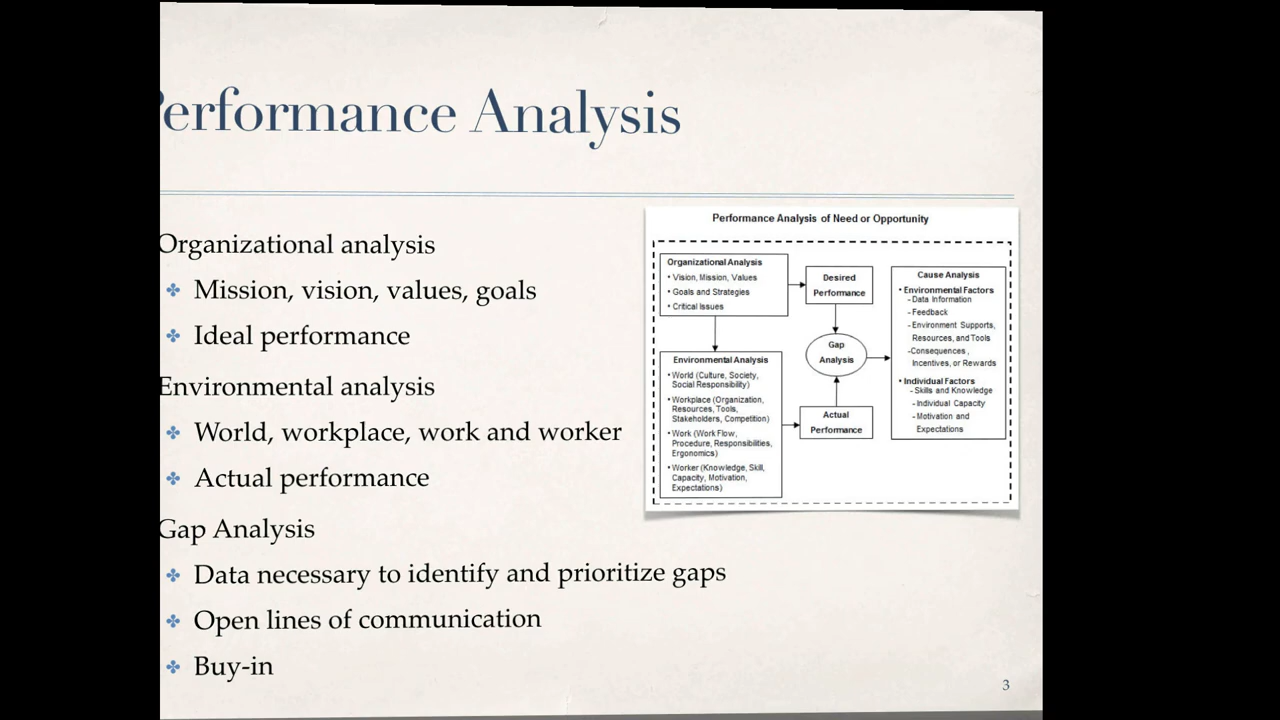 Performance Analysis
Organizational analysis
Mission, vision, values, goals
Ideal performance
Environmental analysis
World, workplace, work and worker
Actual performance
Gap Analysis
Data necessary to identify and prioritize gaps
Open lines of communication
Buy-in
Performance Analysis of Need or Opportunity
Organizational Analysis
• Vision, Mission, Values
• Goals and Strategies
• Critical Issues
Environmental Analysis
• World (Culture, Society,
Social Responsibility)
• Workplace (Organization,
Resources, Tools,
Stakeholders, Competition)
• Work (Work Flow,
Procedure, Responsibilities,
Ergonomics)
• Worker (Knowledge, Skill,
Capacity, Motivation,
Expectations)
Desired
Performance
Gap
Analysis
Actual
Performance
Cause Analysis
• Environmental Factors
- Data Information
- Feedback
- Environment Supports,
Resources, and Tools
-Consequences,
Incentives, or Rewards
• Individual Factors
- Skills and Knowledge
- Individual Capacity
- Motivation and
Expectations
3